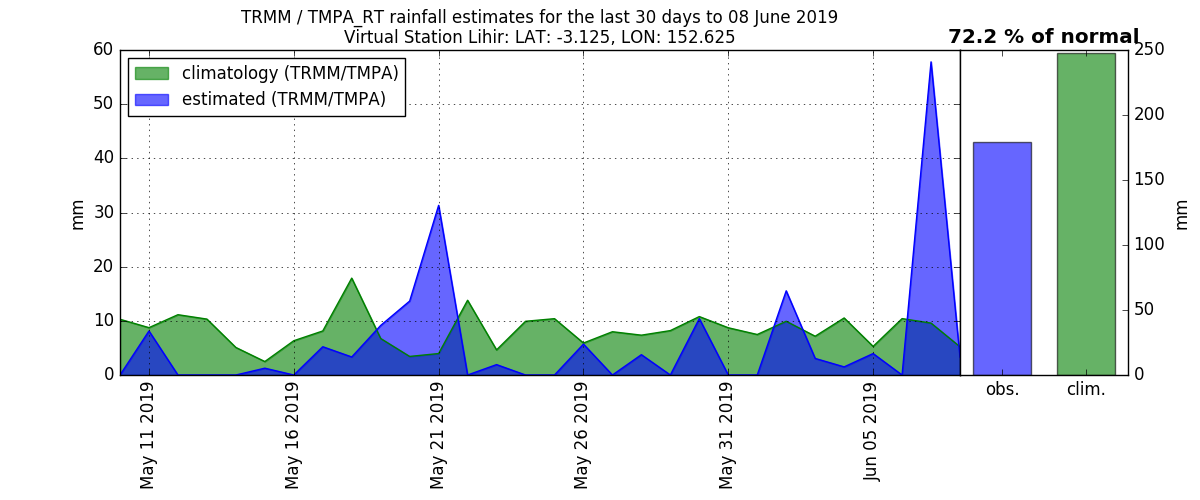 TRMM / TMPA_RT rainfall estimates for the last 30 days to 08 June 2019
Virtual Station Lihir: LAT: -3.125, LON: 152.625
72.2 % of normal
climatology (TRMM/TMPA)
estimated (TRMM/TMPA)
60
50
40
30
20
10
0
mm
May 11 2019
May 16 2019
May 21 2019
May 26 2019
May 31 2019
Jun 05 2019
obs.
clim.
250
200
150
100
50
0
mm